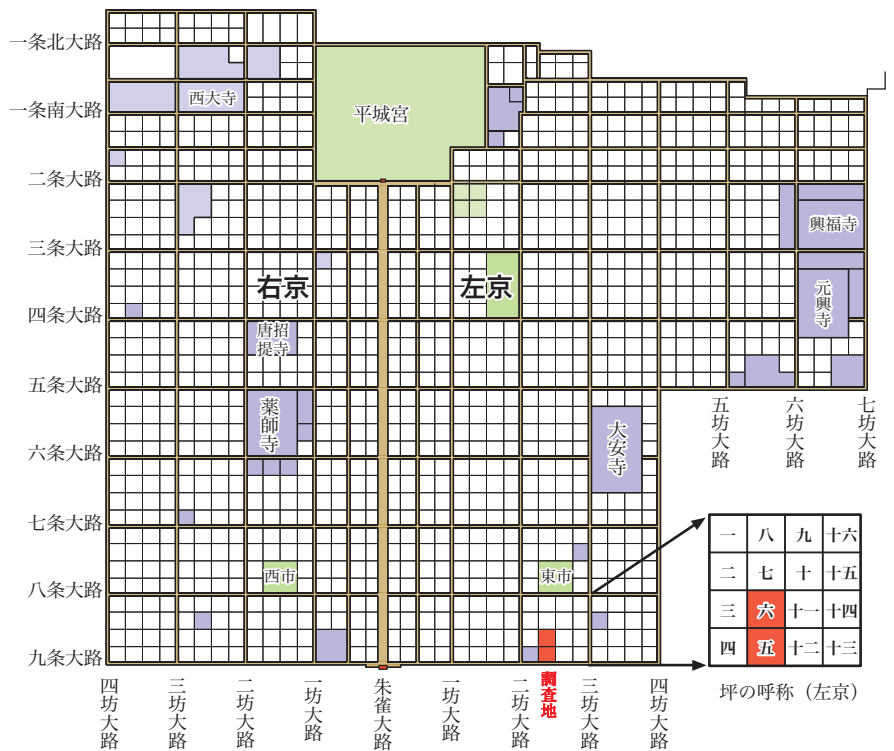 一条北大路
一条南大路
二条大路
三条大路
四条大路
五条大路
六条大路
七条大路
八条大路
九条大路
西大寺
平城宮
興福寺
元興寺
右京
左京
唐招
提寺
薬師寺
大安寺
西市
東市
五坊大路
六坊大路
七坊大路
四坊大路
三坊大路
二坊大路
一坊大路
朱雀大路
一坊大路
二坊大路
調査地
三坊大路
四坊大路
一 八 九 十六
二 七 十 十五
三 六 十一 十四
四 五 十二 十三
坪の呼称（左京）